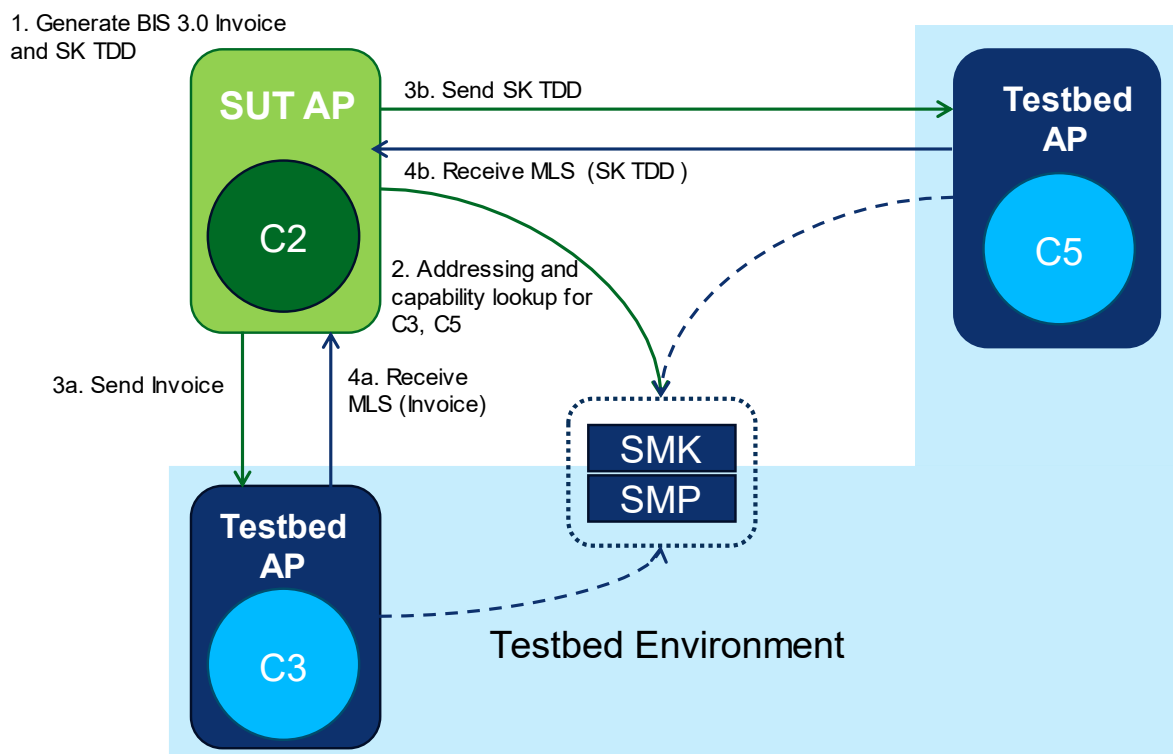 1. Generate BIS 3.0 Invoice
and SK TDD
SUT AP
C2
3b. Send SK TDD
4b. Receive MLS (SK TDD )
Testbed
AP
C5
2. Addressing and
capability lookup for
C3, C5
3a. Send Invoice
4a. Receive
MLS (Invoice)
SMK
SMP
Testbed
AP
C3
Testbed Environment